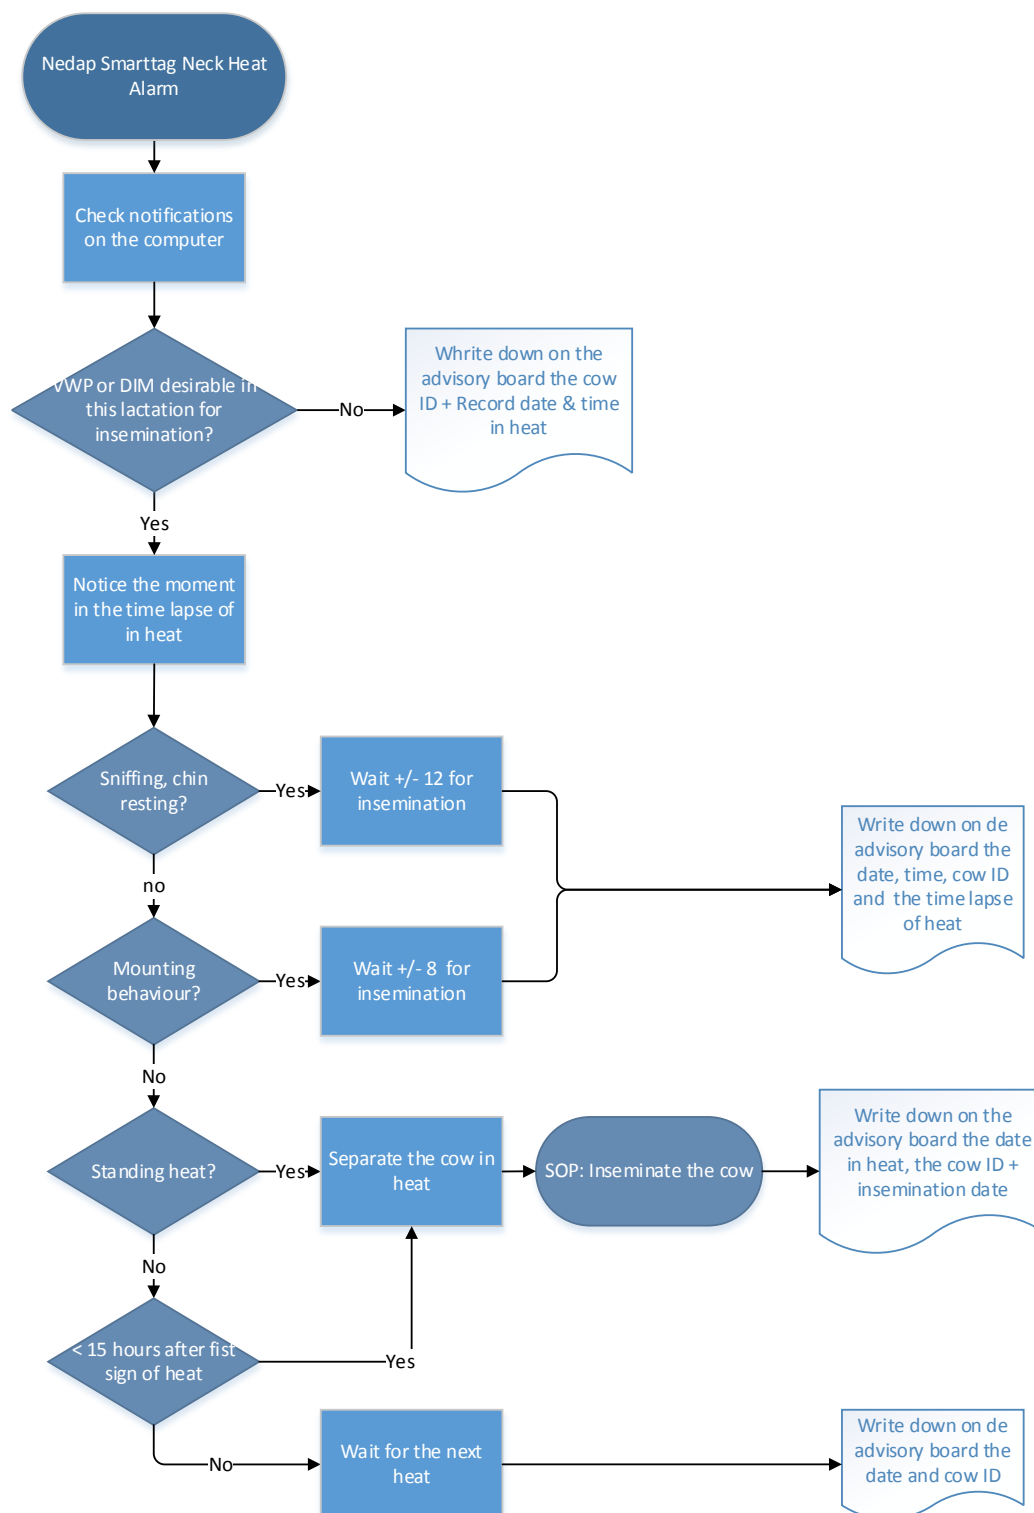 Nedap Smarttag Neck Heat
Alarm
Check notifications
on the computer
VWP or DIM desirable in
this lactation for
insemination?
No
Whrite down on the
advisory board the cow
ID + Record date & time
in heat
Yes
Notice the moment
in the time lapse of
in heat
Sniffing, chin
resting?
Yes
Wait +/- 12 for
insemination
Write down on de
advisory board the
date, time, cow ID
and the time lapse
of heat
no
Mounting
behaviour?
Yes
Wait +/- 8 for
insemination
No
Standing heat?
Yes
Separate the cow in
heat
SOP: Inseminate the cow
Write down on the
advisory board the date
in heat, the cow ID +
insemination date
No
< 15 hours after fist
sign of heat
Yes
No
Wait for the next
heat
Write down on de
advisory board the
date and cow ID